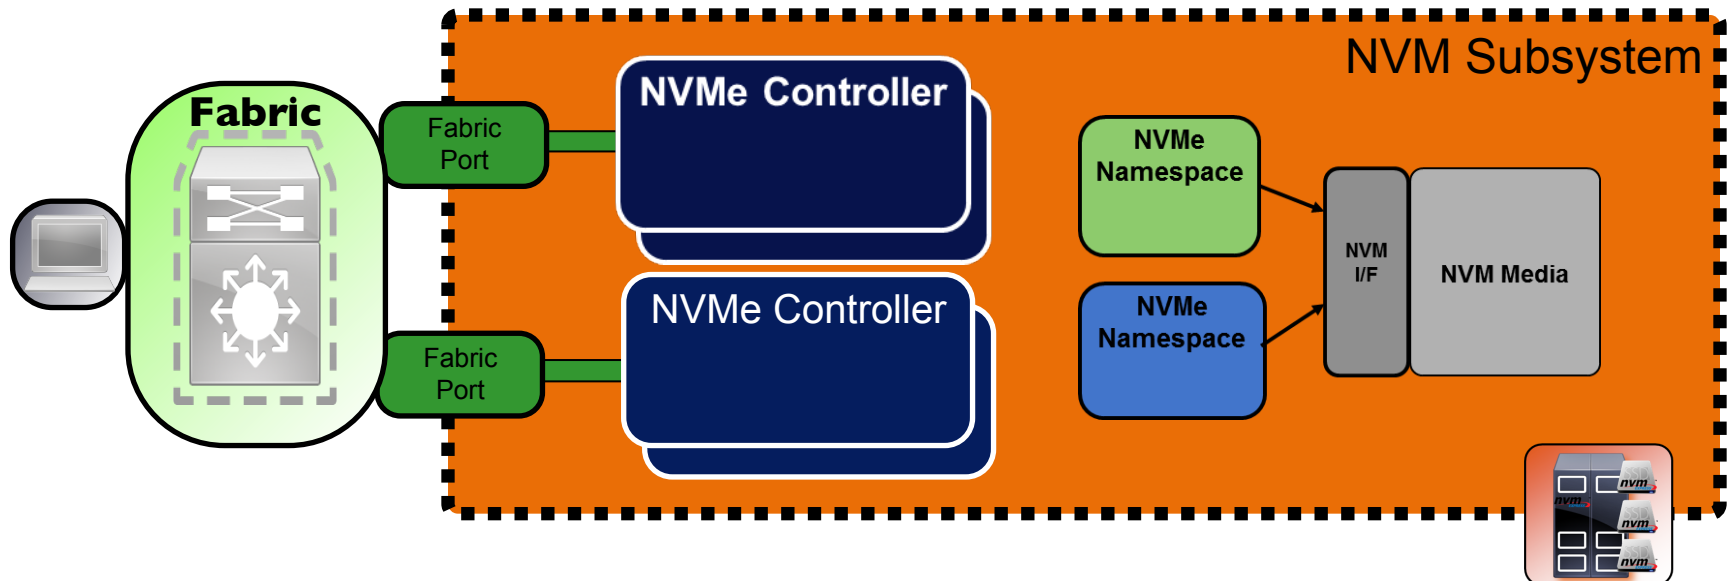 NVM Subsystem
Fabric
Fabric
Port
NVMe Controller
NVMe
Namespace
NVM
I/F
NVM Media
Fabric
Port
NVMe Controller
NVMe
Namespace
nvm
nvm
nvm
nvm